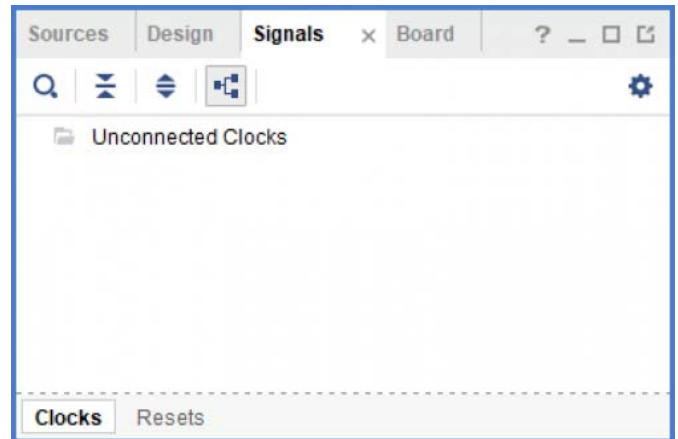 Sources Design Signals × Board ? _
Unconnected Clocks
Clocks Resets